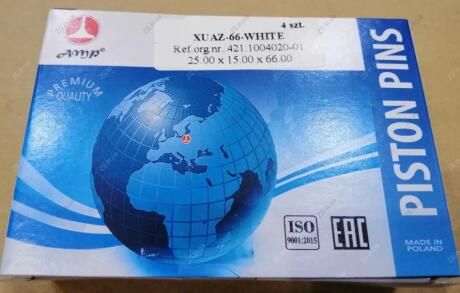 4 szt.
XUAZ-66-WHITE
Ref.org nr. 421.1004020-01
25.00 x 15.00 x 66.00
AMP®
PREMIUM
QUALITY
PISTON PINS
ISO
9001:2015
EAC
MADE IN
POLAND